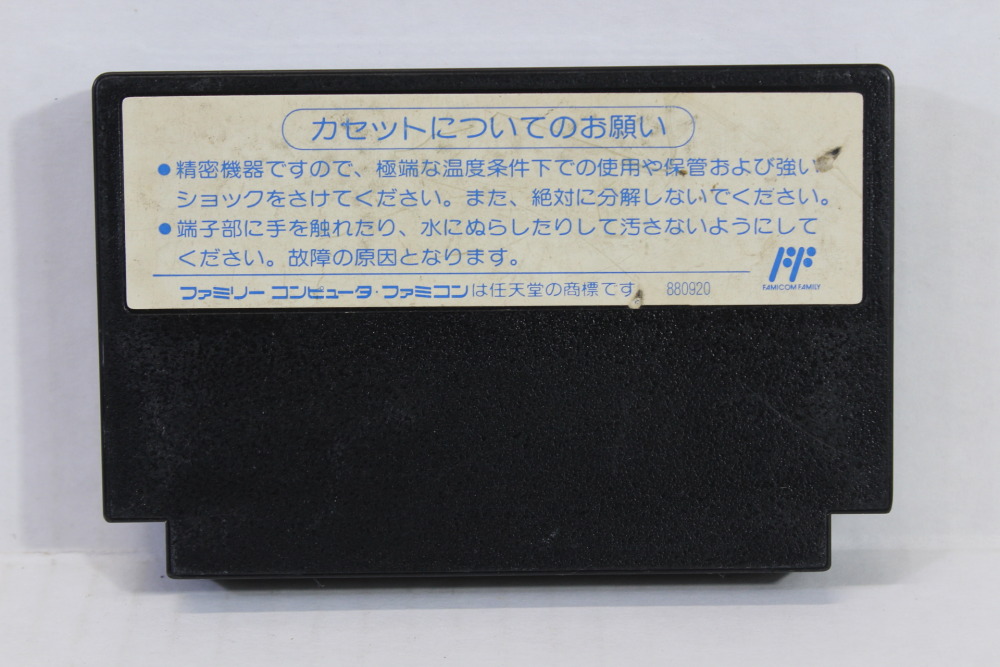 カセットについてのお願い
●精密機器ですので、極端な温度条件下での使用や保管および強い
ショックをさけてください。また、絶対に分解しないでください。
●端子部に手を触れたり、水にぬらしたりして汚さないようにして
ください。故障の原因となります。
ファミリー コンピュータ・ファミコンは任天堂の商標です。 880920
FF
FAMICOM FAMILY